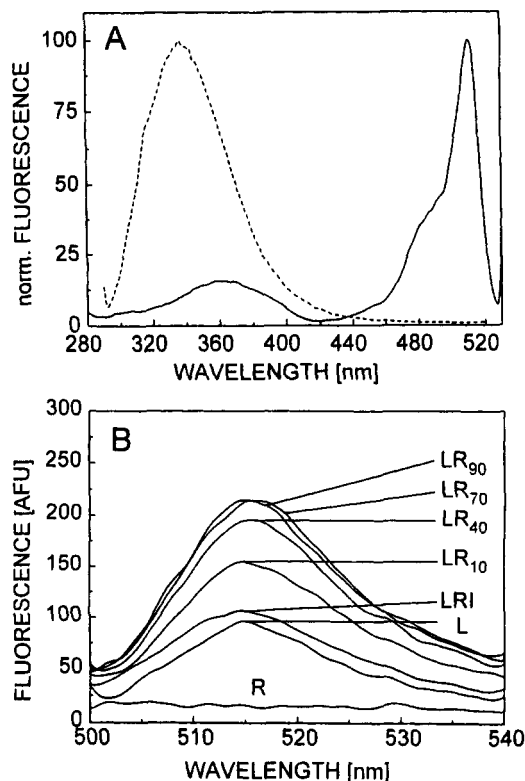 A
norm. FLUORESCENCE
100
75
50
25
0
280 320 360 400 440 480 520
WAVELENGTH [nm]
B
FLUORESCENCE [AFU]
300
250
200
150
100
50
0
LR90
LR70
LR40
LR10
LRI
L
R
500 510 520 530 540
WAVELENGTH [nm]